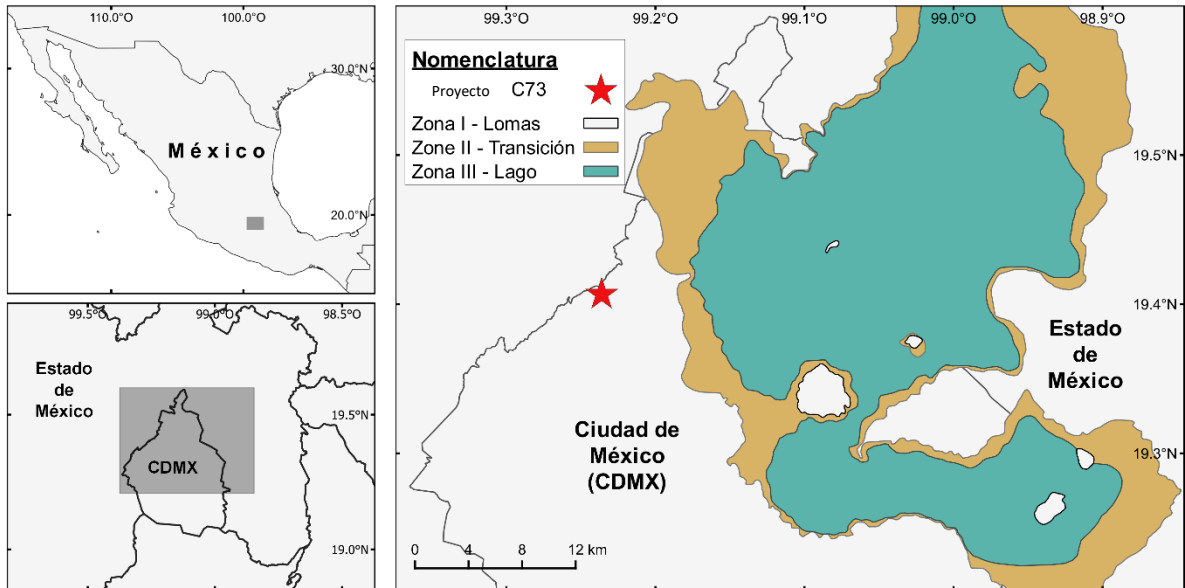 110.0°O
100.0°O
30.0°N
México
20.0°N
99.5°O
99.0°O
98.5°O
Estado
de
México
19.5°N
CDMX
19.0°N
99.3°O
99.2°O
99.1°O
99.0°O
98.9°O
Nomenclatura
Proyecto C73
Zona I - Lomas
Zone II - Transición
Zona III - Lago
19.5°N
19.4°N
Estado
de
México
Ciudad de
México
(CDMX)
19.3°N
0 4 8 12 km